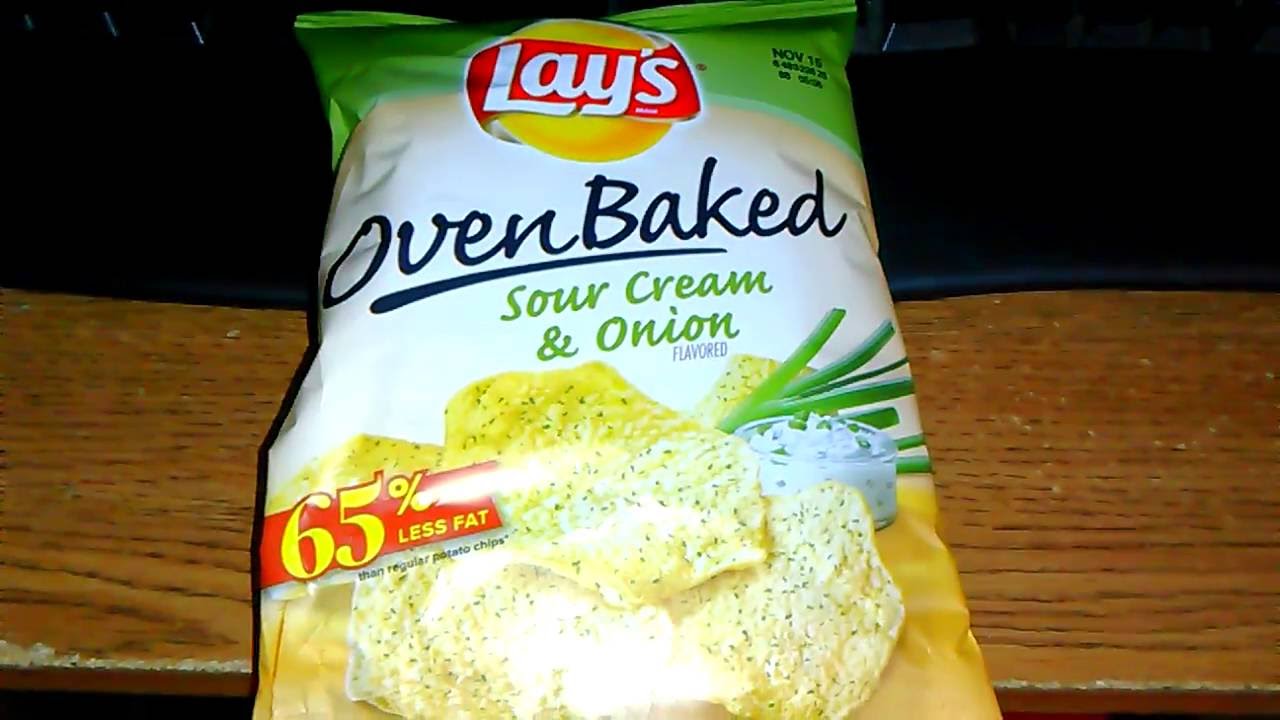 Lay's
NOV 15
Oven Baked
Sour Cream
& Onion
FLAVORED
65% LESS FAT
than regular potato chips*